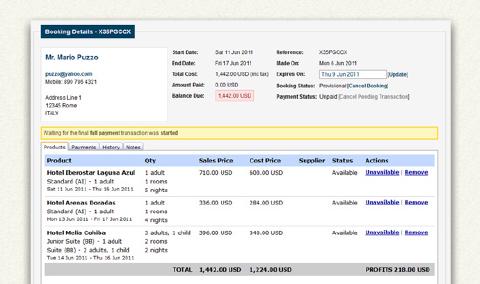 Booking Details - X35PGCCX
Mr. Mario Puzzo
puzzo@yahoo.com
Mobile: 899 795 4321
Address Line 1
12345 Rome
ITALY
Start Date: Sat 11 Jun 2011
End Date: Fri 17 Jun 2011
Total Cost: 1,442.00 USD (inc tax)
Amount Paid: 0.00 USD
Balance Due: 1,442.00 USD
Reference: X35PGCCX
Made On: Mon 6 Jun 2011
Expires On: Thu 9 Jun 2011 [Update]
Booking Status: Provisional [Cancel Booking]
Payment Status: Unpaid [Cancel Pending Transaction]
Waiting for the final full payment transaction was started
Products Payments History Notes
Product Qty Sales Price Cost Price Supplier Status Actions
Hotel Iberostar Laguna Azul 1 adult 710.00 USD 600.00 USD Available Unavailable | Remove
Standard (AI) - 1 adult 1 rooms
Sat 11 Jun 2011 - Thu 16 Jun 2011 5 nights
Hotel Arenas Doradas 1 adult 336.00 USD 284.00 USD Available Unavailable | Remove
Standard (AI) - 1 adult 1 rooms
Mon 13 Jun 2011 - Fri 17 Jun 2011 4 nights
Hotel Melia Cohiba 3 adults, 1 child 396.00 USD 340.00 USD Available Unavailable | Remove
Junior Suite (BB) - 1 adult 2 rooms
Suite (BB) - 2 adults, 1 child 2 nights
Tue 14 Jun 2011 - Thu 16 Jun 2011
TOTAL 1,442.00 USD 1,224.00 USD PROFITS 218.00 USD